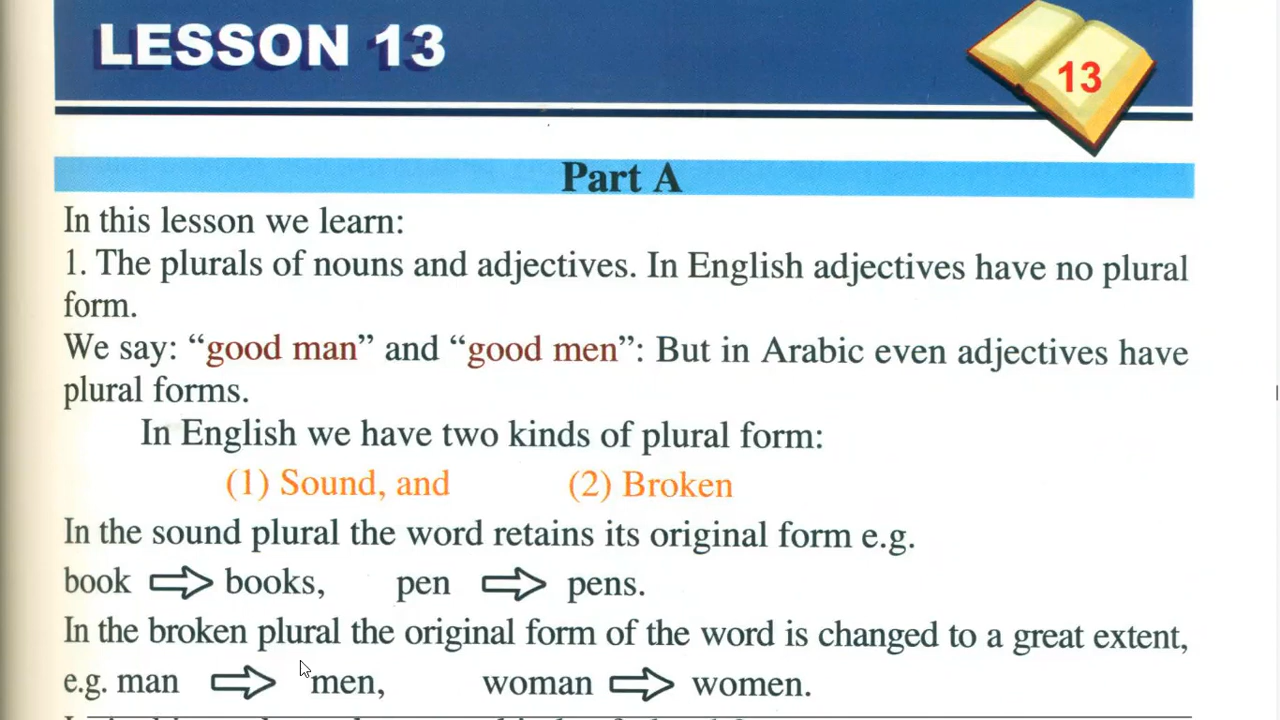 LESSON 13
13
Part A
In this lesson we learn:
1. The plurals of nouns and adjectives. In English adjectives have no plural
form.
We say: “good man” and “good men”: But in Arabic even adjectives have
plural forms.
In English we have two kinds of plural form:
(1) Sound, and (2) Broken
In the sound plural the word retains its original form e.g.
book ⇨ books, pen ⇨ pens.
In the broken plural the original form of the word is changed to a great extent,
e.g. man ⇨ men, woman ⇨ women.